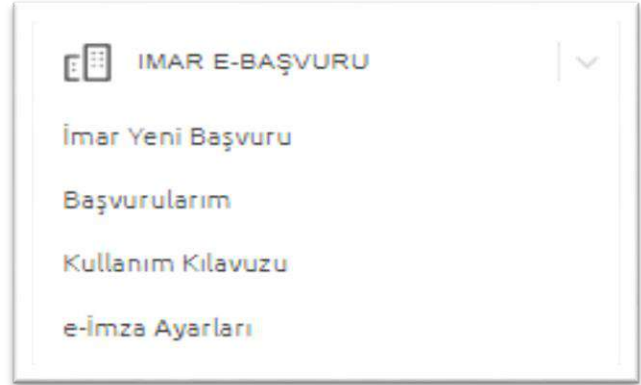 IMAR E-BAŞVURU
İmar Yeni Başvuru
Başvurularım
Kullanım Kılavuzu
e-İmza Ayarları